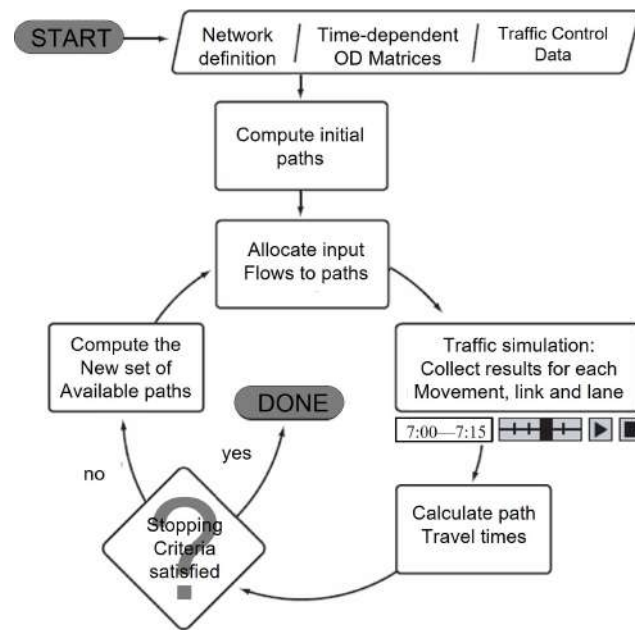 START
Network
definition
Time-dependent
OD Matrices
Traffic Control
Data
Compute initial
paths
Allocate input
Flows to paths
Compute the
New set of
Available paths
Traffic simulation:
Collect results for each
Movement, link and lane
7:00—7:15
DONE
yes
no
?
Stopping
Criteria
satisfied
Calculate path
Travel times